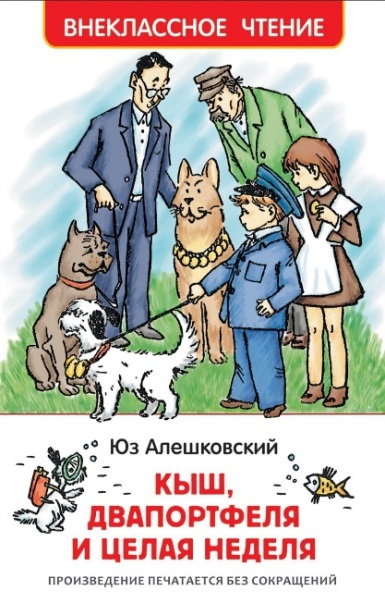 ВНЕКЛАССНОЕ ЧТЕНИЕ
Юз Алешковский
КЫШ,
ДВАПОРТФЕЛЯ
И ЦЕЛАЯ НЕДЕЛЯ
ПРОИЗВЕДЕНИЕ ПЕЧАТАЕТСЯ БЕЗ СОКРАЩЕНИЙ